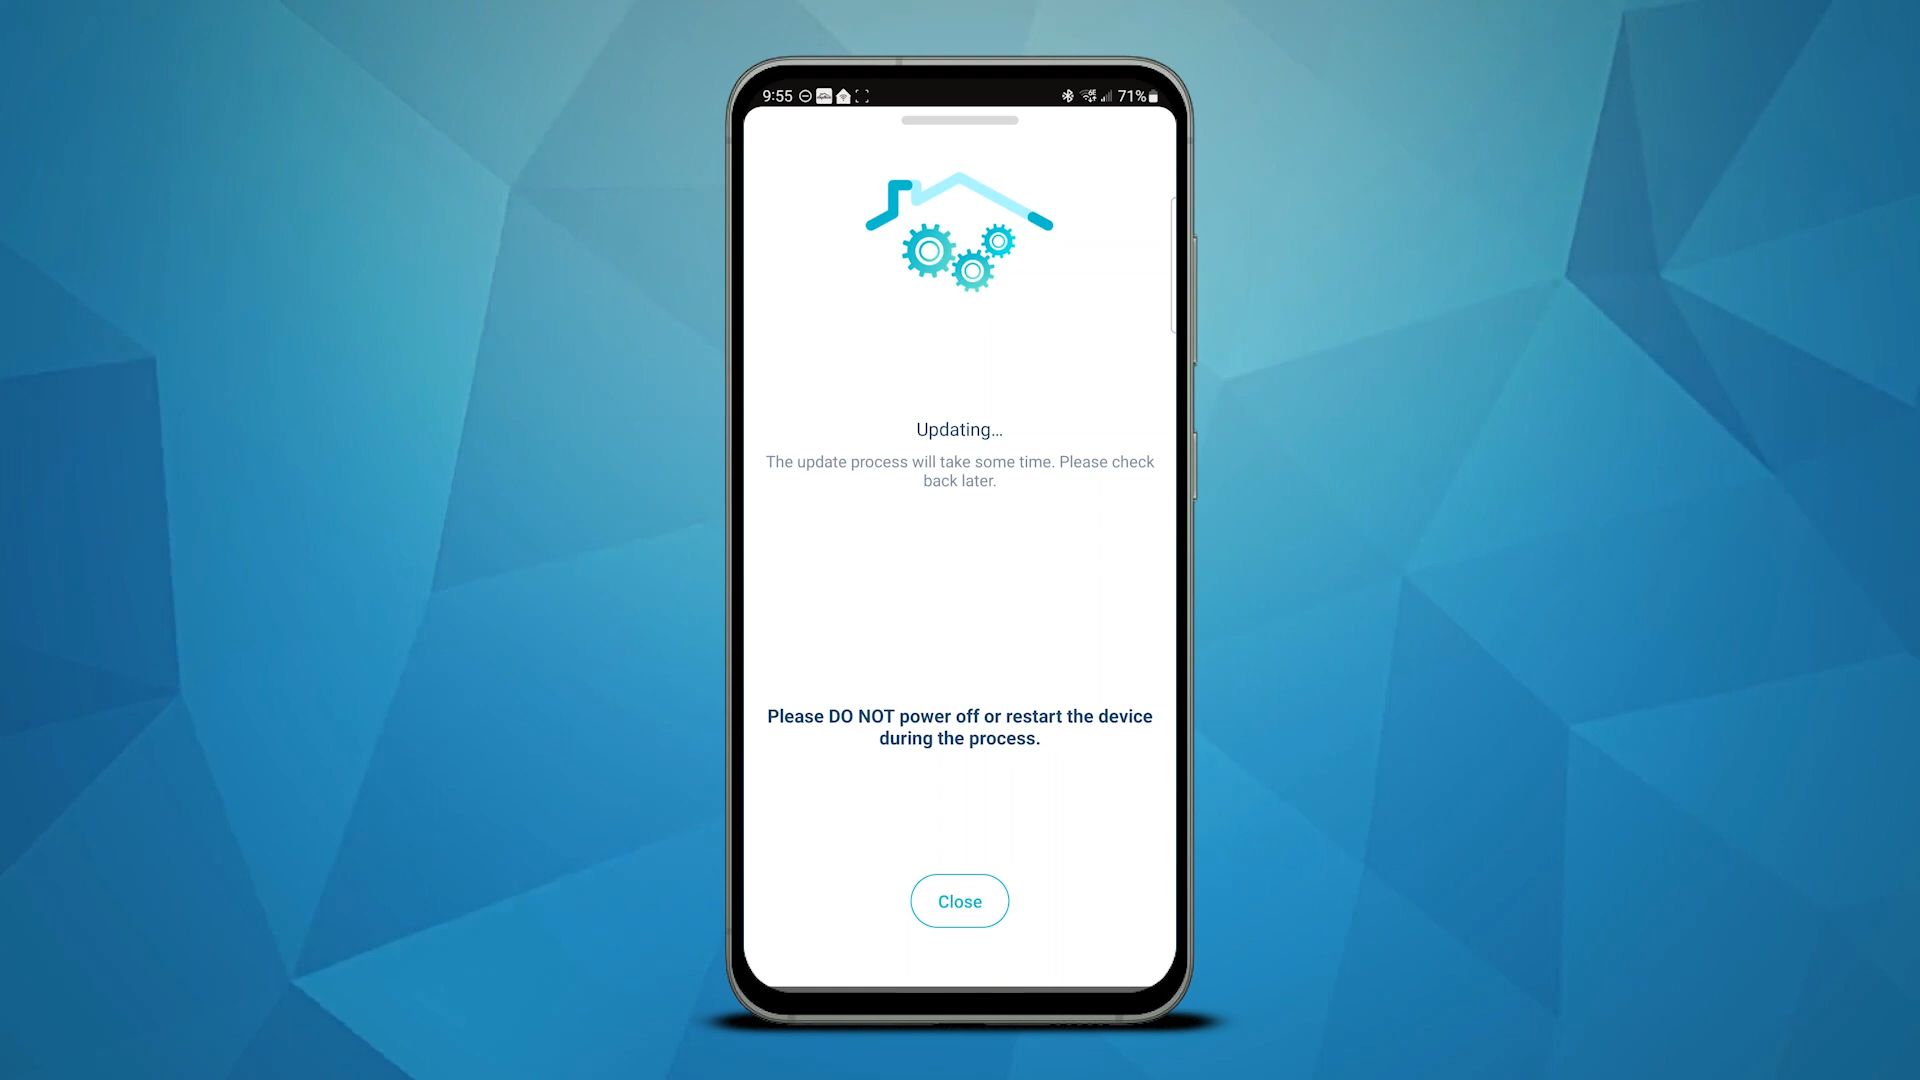 9:55 71%
Updating...
The update process will take some time. Please check
back later.
Please DO NOT power off or restart the device
during the process.
Close